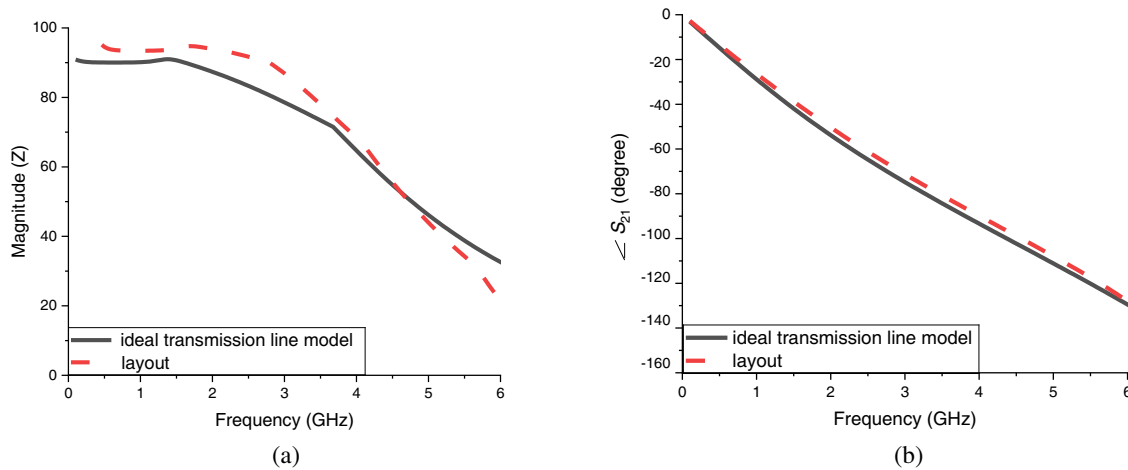 100
80
60
40
20
0
Magnitude (Z)
0 1 2 3 4 5 6
Frequency (GHz)
ideal transmission line model
layout
(a)
0
-20
-40
-60
-80
-100
-120
-140
-160
∠ S21 (degree)
0 1 2 3 4 5 6
Frequency (GHz)
ideal transmission line model
layout
(b)